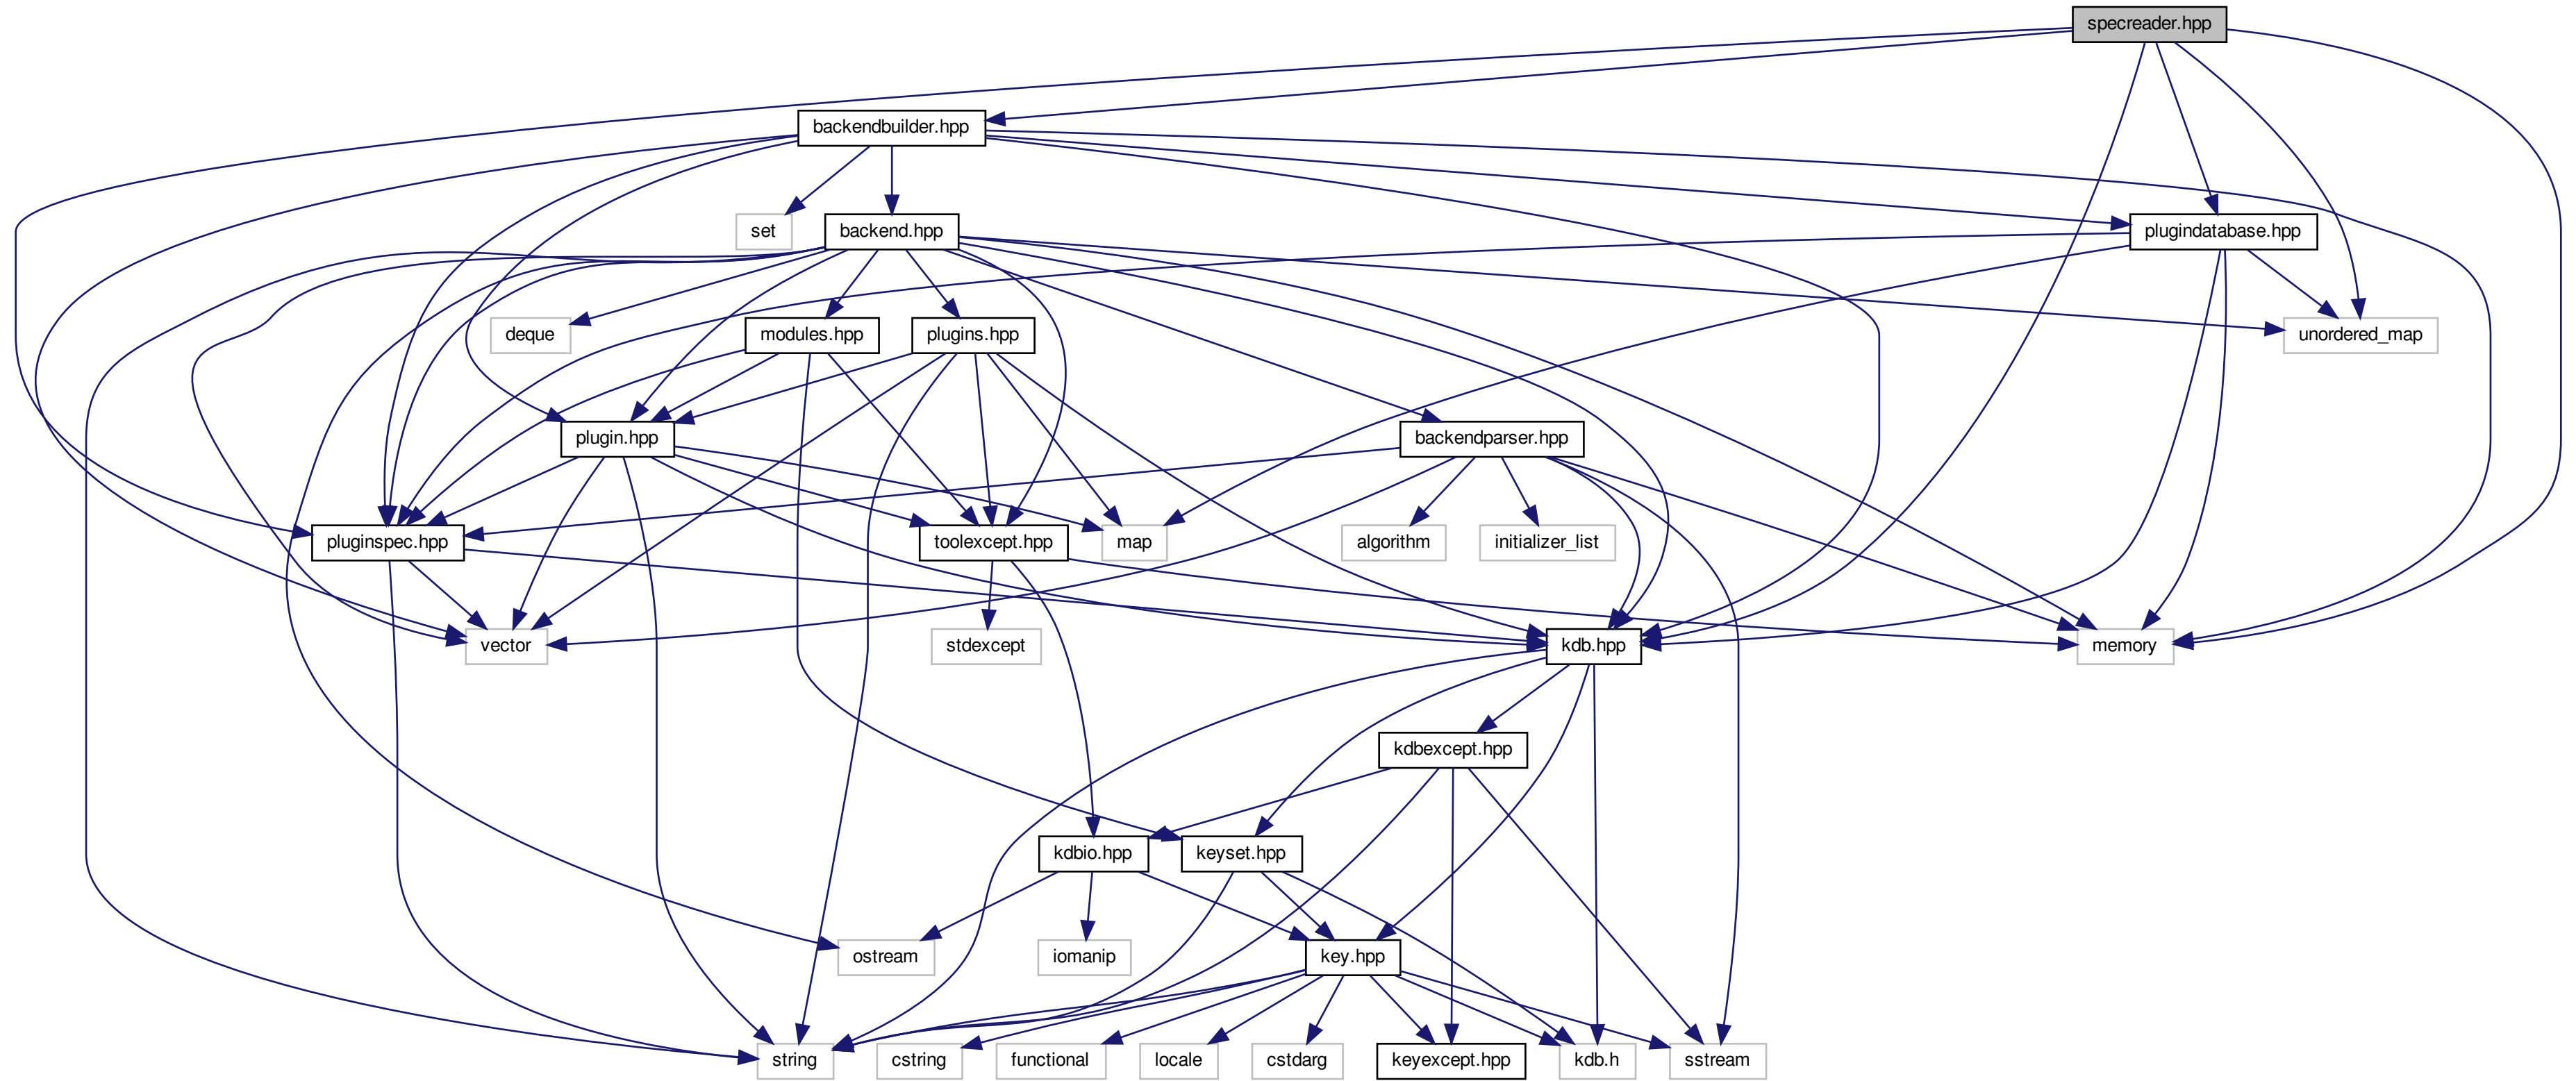 specreader.hpp
backendbuilder.hpp
set
backend.hpp
plugindatabase.hpp
deque
modules.hpp
plugins.hpp
unordered_map
plugin.hpp
backendparser.hpp
pluginspec.hpp
toolexcept.hpp
map
algorithm
initializer_list
vector
stdexcept
kdb.hpp
memory
kdbexcept.hpp
kdbio.hpp
keyset.hpp
ostream
iomanip
key.hpp
string
cstring
functional
locale
cstdarg
keyexcept.hpp
kdb.h
sstream